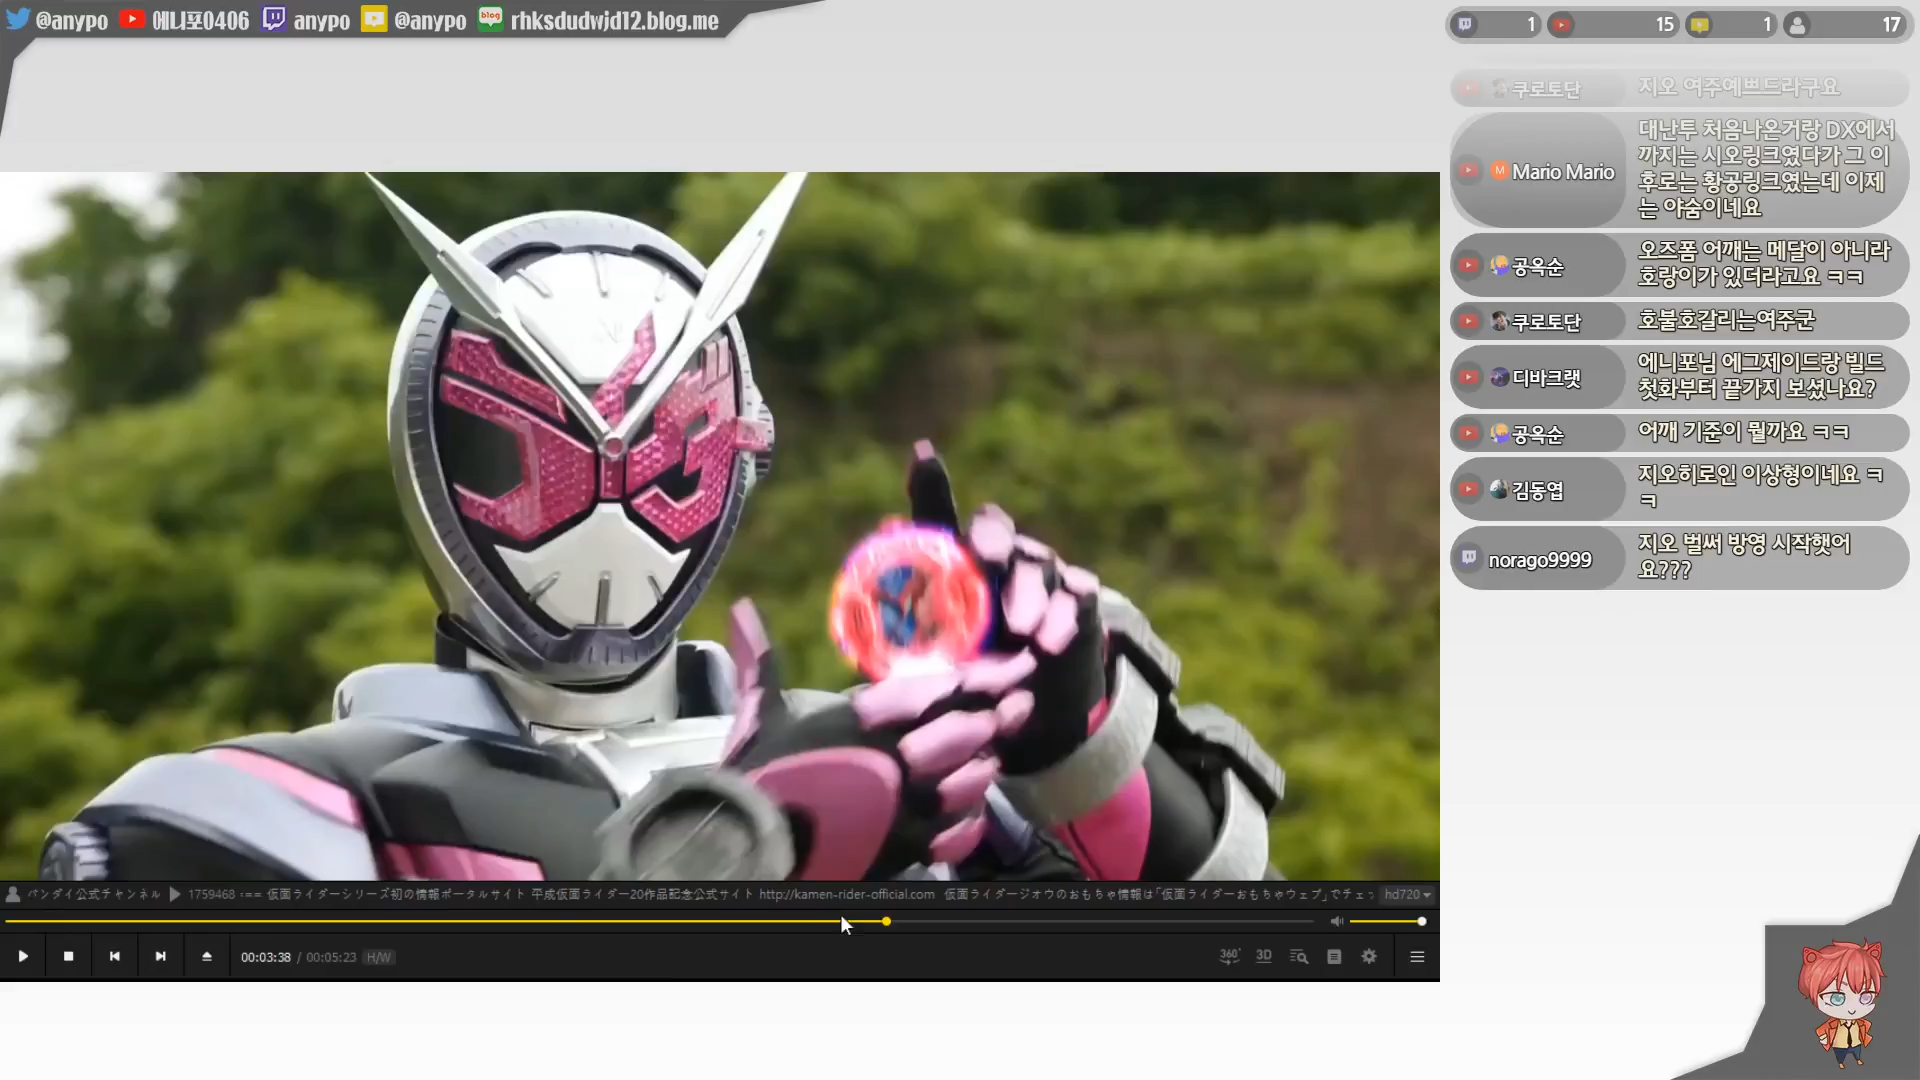 @anypo 에니포0406 anypo @anypo blog rhksdudwjd12.blog.me
1 15 1 17
쿠로토단 지오 여주예쁘드라구요
M Mario Mario
대난투 처음나온거랑 DX에서
까지는 시오링크였다가 그 이
후로는 황공링크였는데 이제
는 야숨이네요
공옥순
오즈폼 어깨는 메달이 아니라
호랑이가 있더라고요 ㅋㅋ
쿠로토단 호불호갈리는여주군
디바크랫
에니포님 에그제이드랑 빌드
첫화부터 끝가지 보셨나요?
공옥순 어깨 기준이 뭘까요 ㅋㅋ
김동엽
지오히로인 이상형이네요 ㅋ
ㅋ
norago9999
지오 벌써 방영 시작햇어
요???
バンダイ公式チャンネル ▶ 1759468 :== 仮面ライダーシリーズ初の情報ポータルサイト 平成仮面ライダー20作品記念公式サイト http://kamen-rider-official.com 仮面ライダージオウのおもちゃ情報は「仮面ライダーおもちゃウェブ」でチェッ hd720
00:03:38 / 00:05:23 H/W
360° 3D